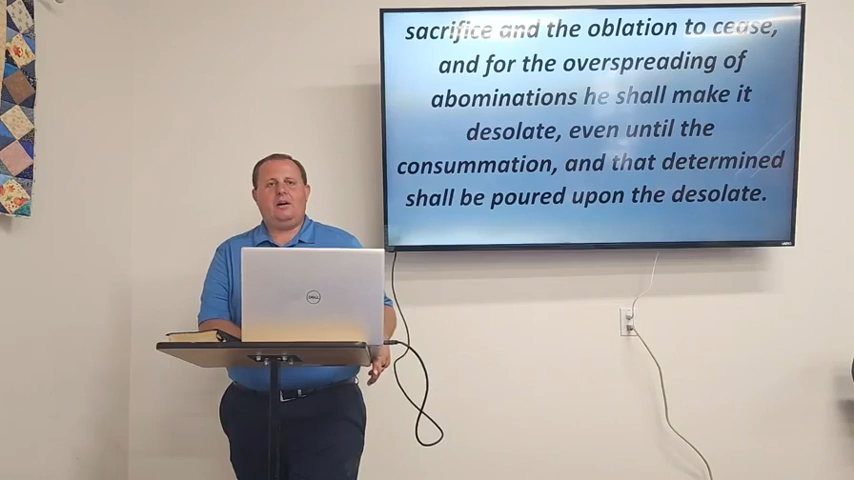 sacrifice and the oblation to cease,
and for the overspreading of
abominations he shall make it
desolate, even until the
consummation, and that determined
shall be poured upon the desolate.
DELL